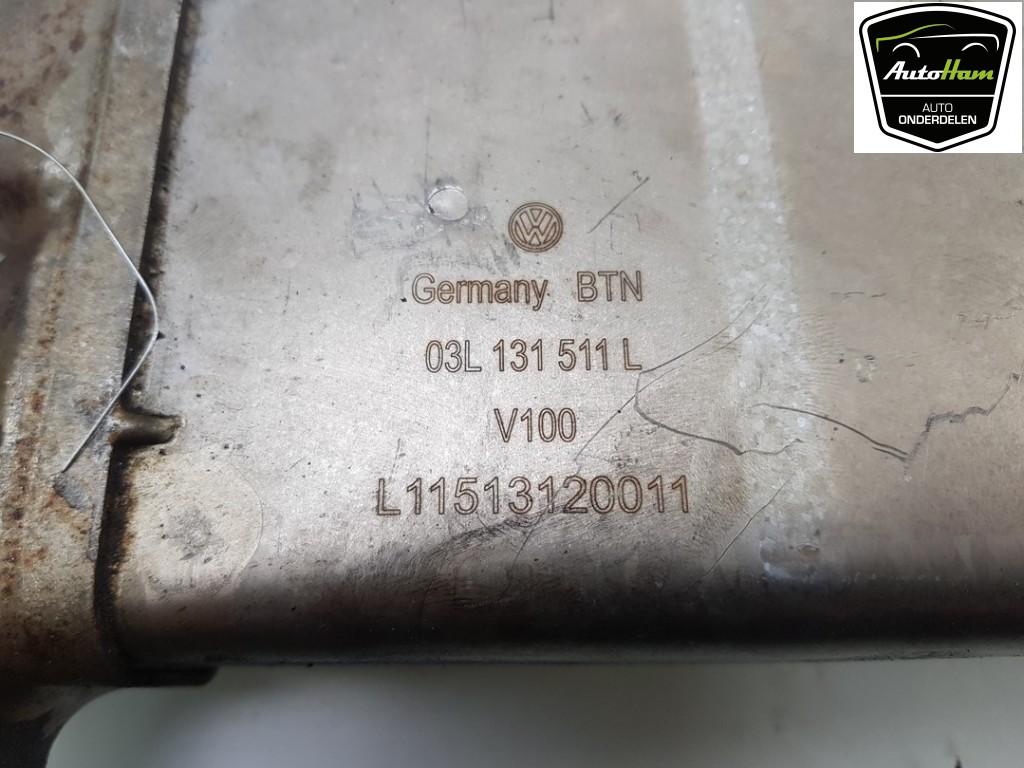 AutoHam
AUTO
ONDERDELEN
Germany BTN
03L 131 511 L
V100
L11513120011